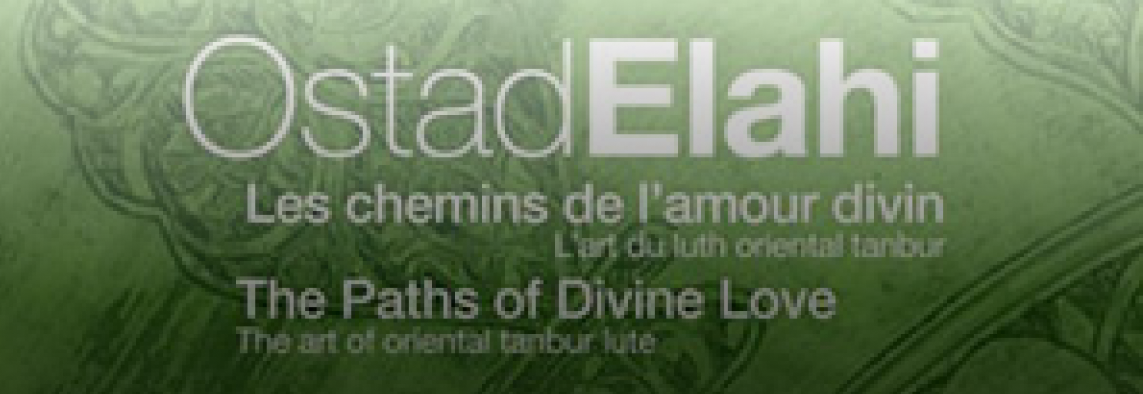 OstadElahi
Les chemins de l'amour divin
L'art du luth oriental tanbur
The Paths of Divine Love
The art of oriental tanbur lute